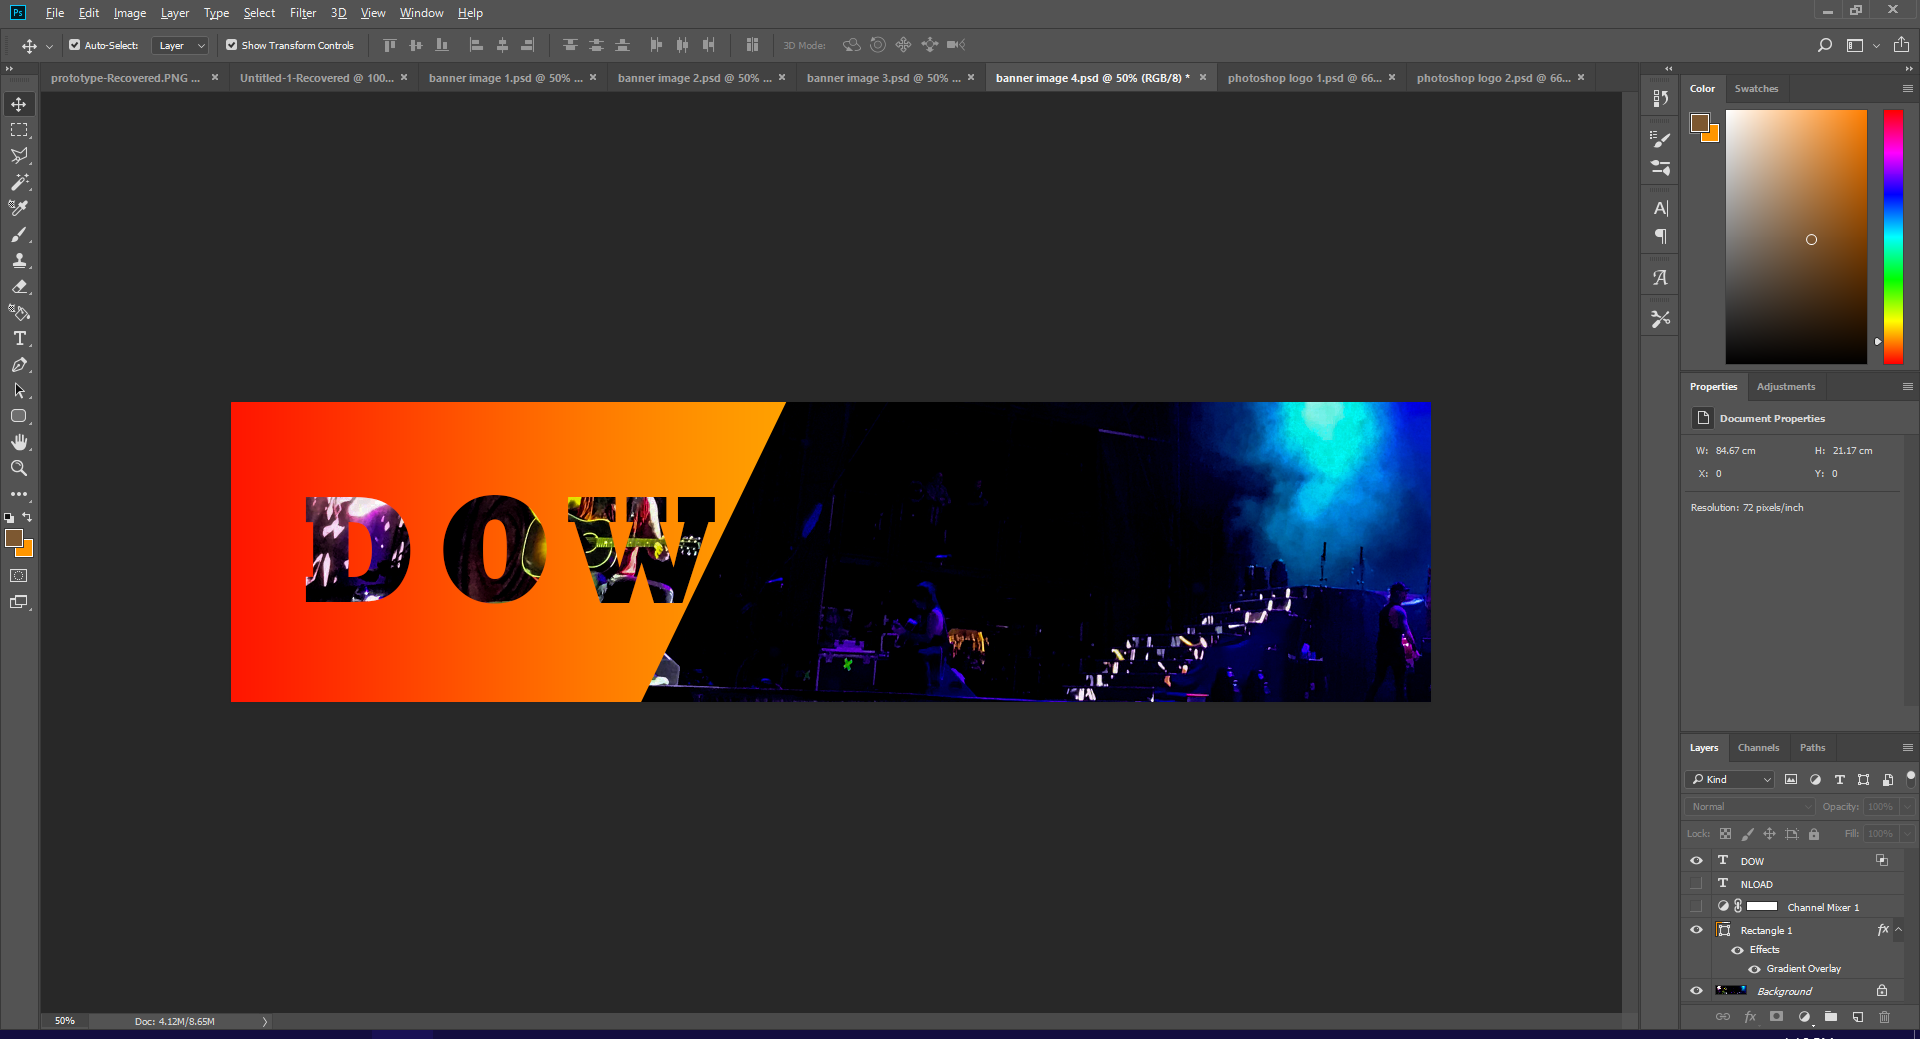 Ps File Edit Image Layer Type Select Filter 3D View Window Help
Auto-Select: Layer Show Transform Controls 3D Mode:
prototype-Recovered.PNG ... × Untitled-1-Recovered @ 100... × banner image 1.psd @ 50% ... × banner image 2.psd @ 50% ... × banner image 3.psd @ 50% ... × banner image 4.psd @ 50% (RGB/8) * × photoshop logo 1.psd @ 66... × photoshop logo 2.psd @ 66... ×
Color Swatches
DOW
Properties Adjustments
Document Properties
W: 84.67 cm H: 21.17 cm
X: 0 Y: 0
Resolution: 72 pixels/inch
Layers Channels Paths
Kind
Normal Opacity: 100%
Lock: Fill: 100%
DOW
NLOAD
Channel Mixer 1
Rectangle 1 fx
Effects
Gradient Overlay
Background
50% Doc: 4.12M/8.65M
fx